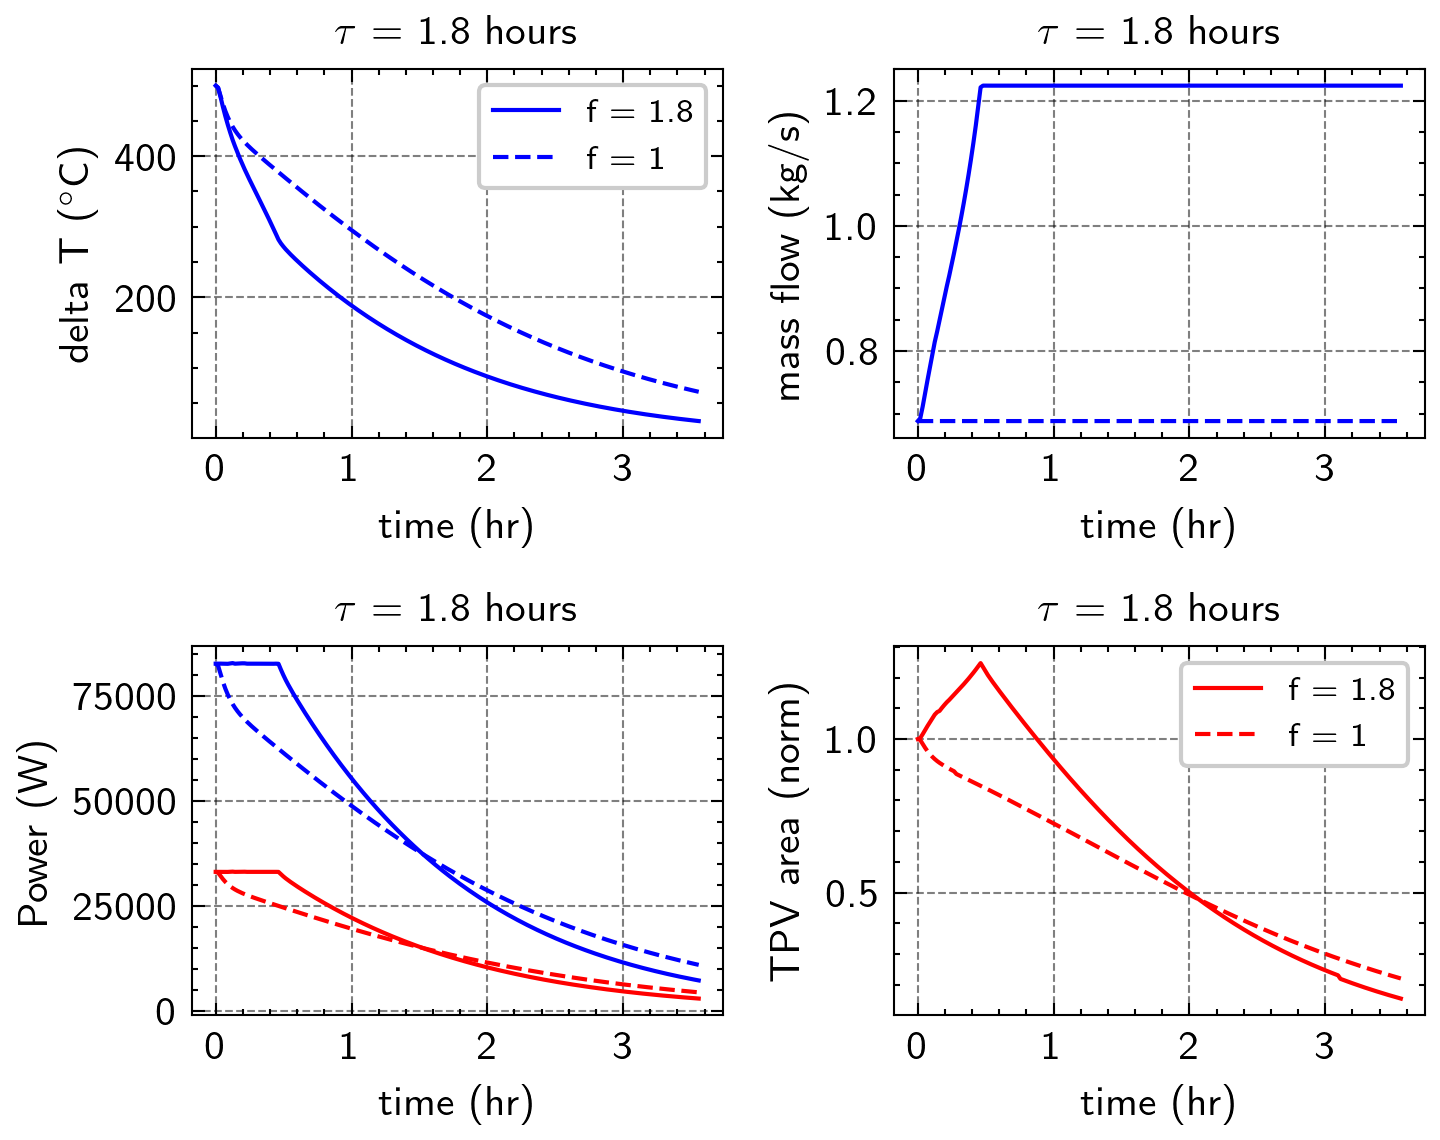 τ = 1.8 hours
delta T (°C)
400
200
f = 1.8
f = 1
0 1 2 3
time (hr)
τ = 1.8 hours
mass flow (kg/s)
1.2
1.0
0.8
0 1 2 3
time (hr)
τ = 1.8 hours
Power (W)
75000
50000
25000
0
0 1 2 3
time (hr)
τ = 1.8 hours
TPV area (norm)
1.0
0.5
f = 1.8
f = 1
0 1 2 3
time (hr)